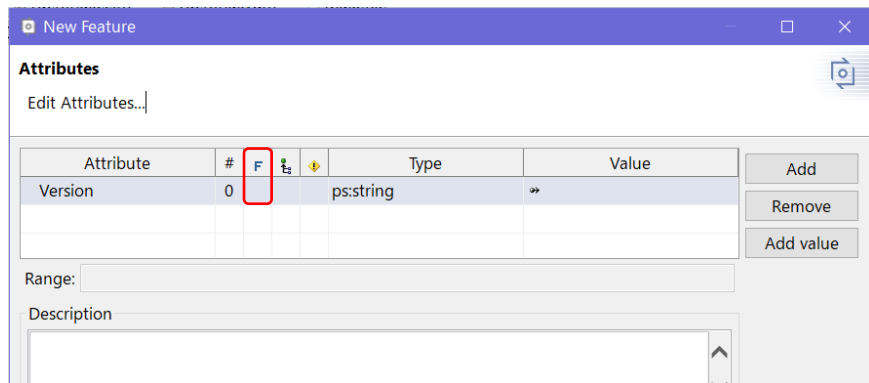 New Feature
Attributes
Edit Attributes...
Attribute # F Type Value
Version 0 ps:string
Add
Remove
Add value
Range:
Description